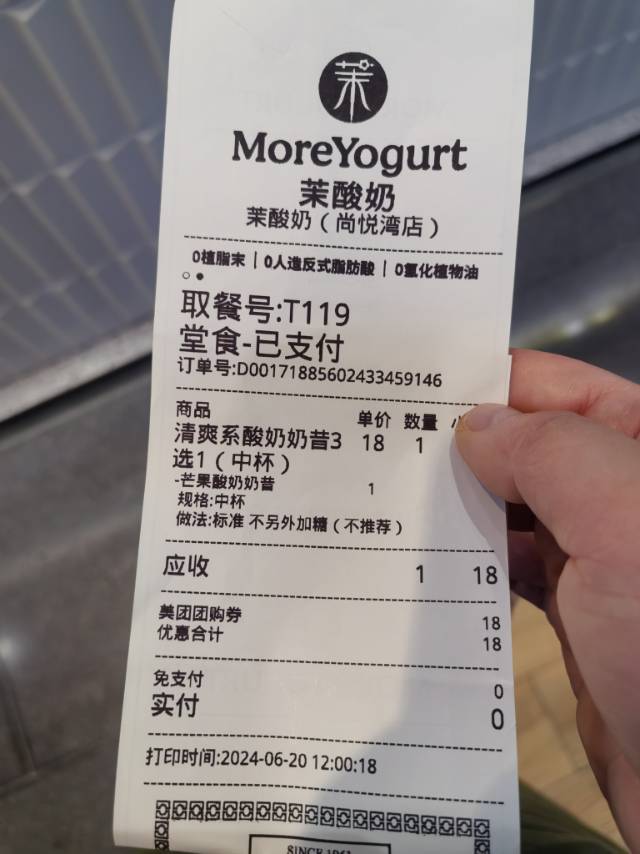 茉
MoreYogurt
茉酸奶
茉酸奶（尚悦湾店）
0植脂末｜0人造反式脂肪酸｜0氢化植物油
取餐号:T119
堂食-已支付
订单号:D00171885602433459146
商品 单价 数量 小
清爽系酸奶奶昔3 18 1
选1（中杯）
-芒果酸奶奶昔 1
规格:中杯
做法:标准 不另外加糖（不推荐）
应收 1 18
美团团购券 18
优惠合计 18
免支付 0
实付 0
打印时间:2024-06-20 12:00:18